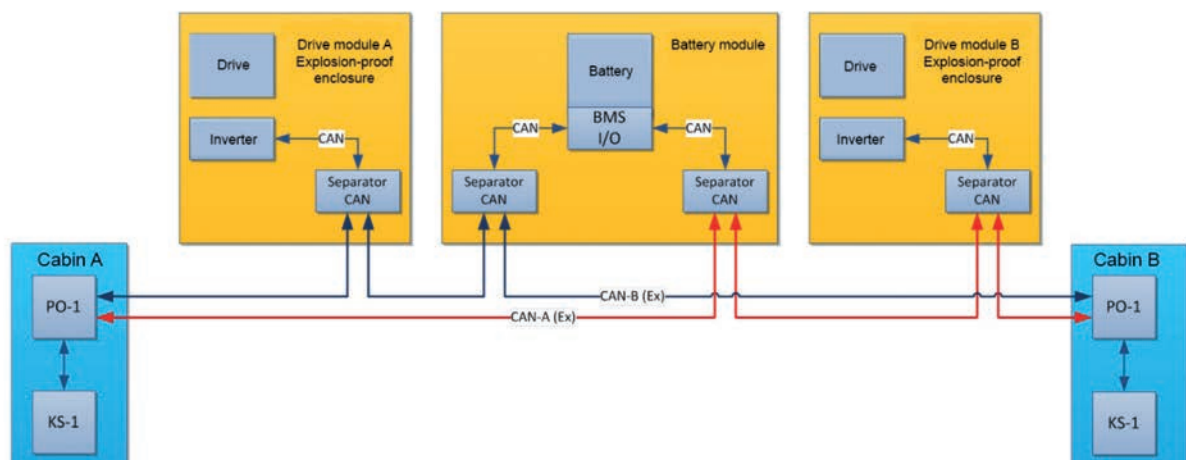 Drive
Drive module A
Explosion-proof
enclosure
Inverter
CAN
Separator
CAN
Battery module
Battery
BMS
I/O
CAN
CAN
Separator
CAN
Separator
CAN
Drive
Drive module B
Explosion-proof
enclosure
Inverter
CAN
Separator
CAN
Cabin A
PO-1
KS-1
CAN-B (Ex)
CAN-A (Ex)
Cabin B
PO-1
KS-1